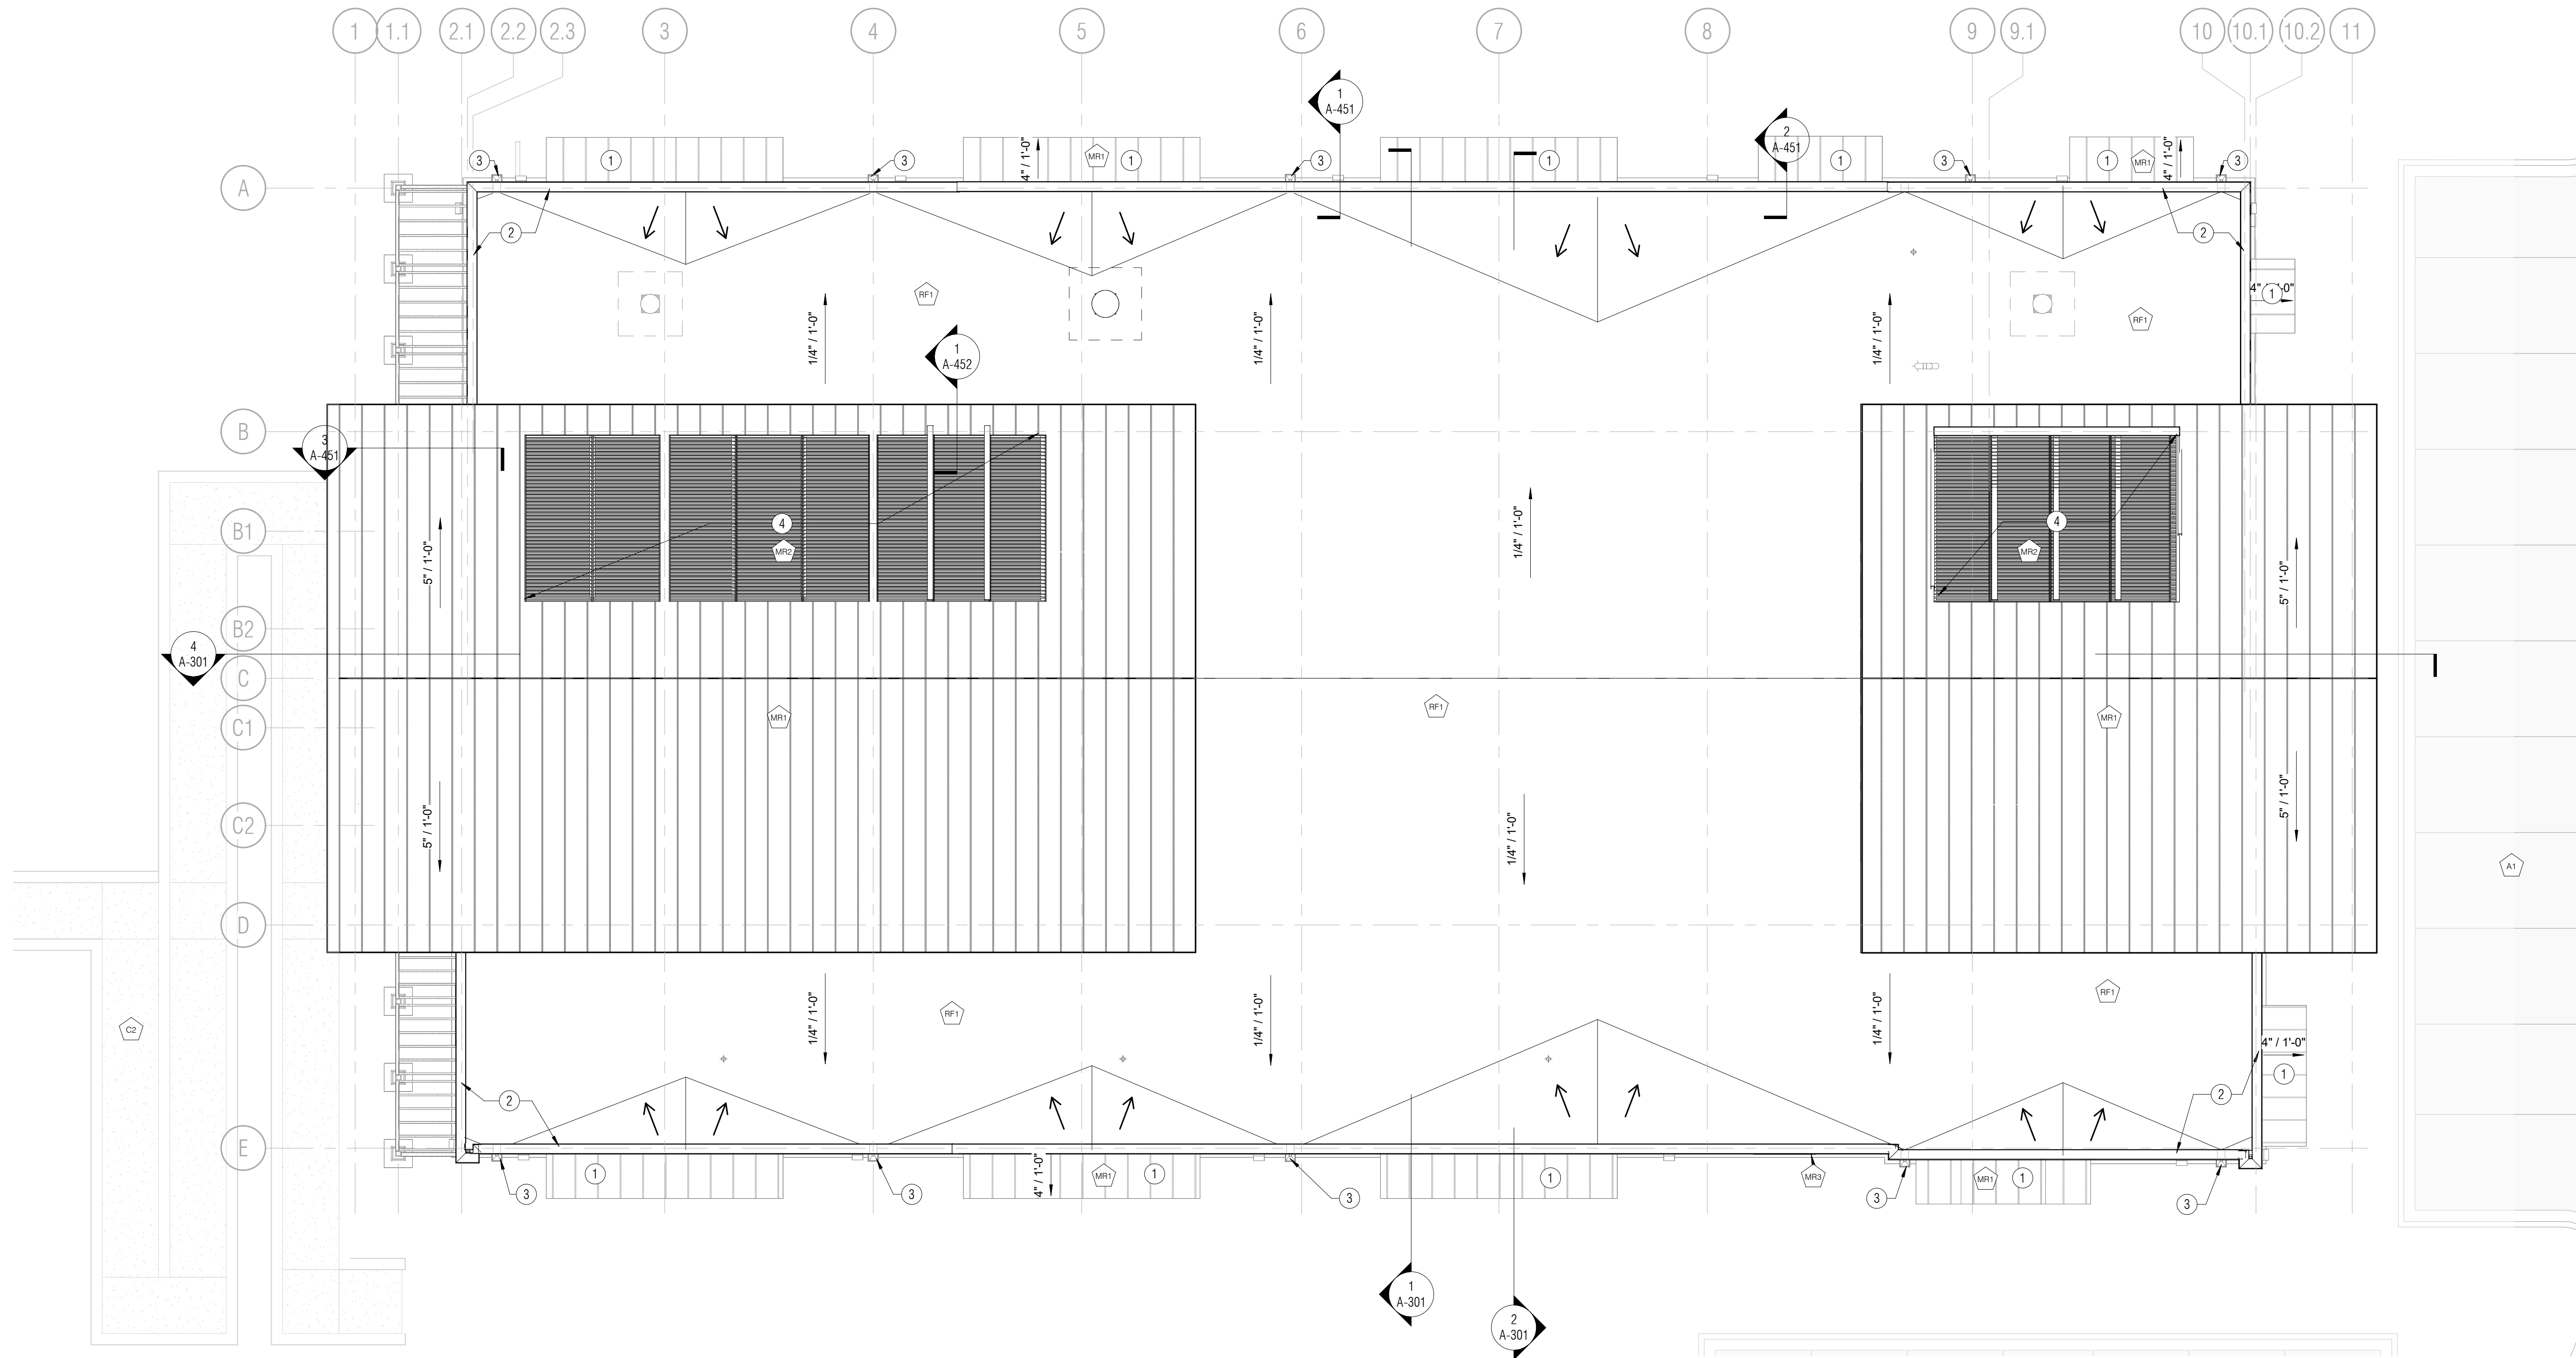 1 1.1 2.1 2.2 2.3 3 4 5 6 7 8 9 9.1 10 10.1 10.2 11
1
A-451
2
A-451
3 1 3 4" / 1'-0" MR1 1 3 1 1 3 1 MR1 4" / 1'-0" 3
A
2 2
RF1 4" / 1'-0" 1
1/4" / 1'-0" 1/4" / 1'-0" 1/4" / 1'-0" RF1
1
A-452
B
3
A-451
B1
5" / 1'-0" 4 1/4" / 1'-0" 4 5" / 1'-0"
MR2 MR2
B2
4
A-301
C
MR1 RF1 MR1
C1
C2
5" / 1'-0" 1/4" / 1'-0" 5" / 1'-0"
A1
D
RF1 RF1
1/4" / 1'-0" 1/4" / 1'-0" 1/4" / 1'-0"
C2
4" / 1'-0"
1
2 2
E
1 4" / 1'-0" MR1 1 1 MR3 MR1 1
3 3 3 3 3
1
A-301
2
A-301